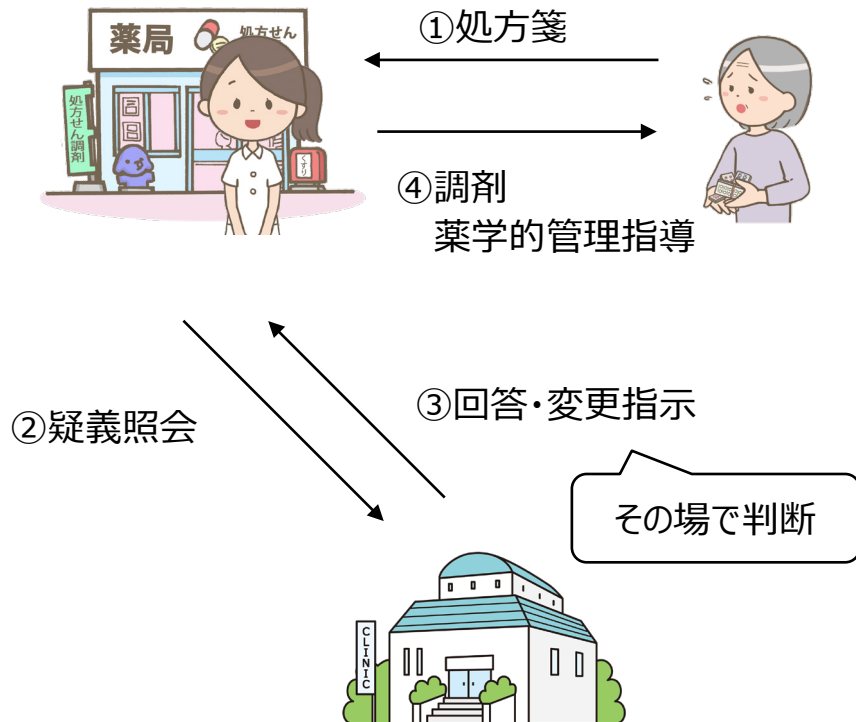 薬局
処方せん
①処方箋
処方せん調剤
くすり
④調剤
薬学的管理指導
②疑義照会
③回答・変更指示
その場で判断
CLINIC